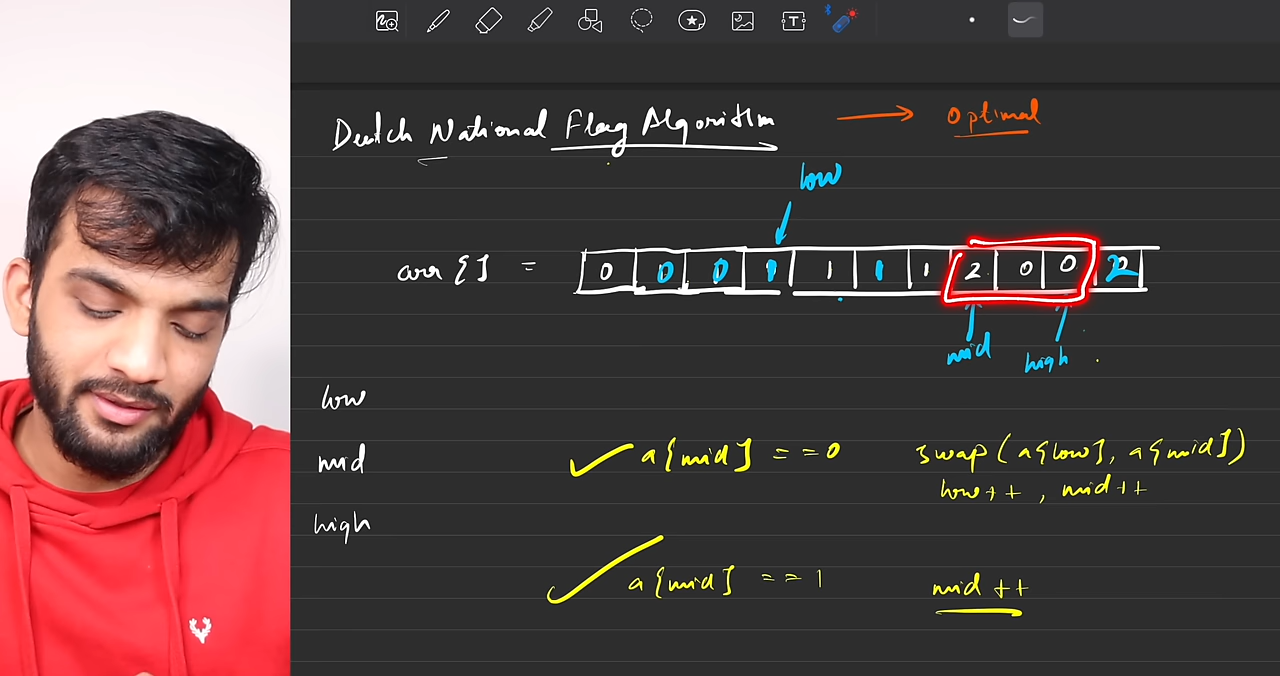 Dutch National Flag Algorithm → Optimal
low
arr [] = 0 0 0 1 1 1 1 2 0 0 2
mid high
low
mid a[mid] == 0 swap(a[low], a[mid])
low++, mid++
high
a[mid] == 1 mid++